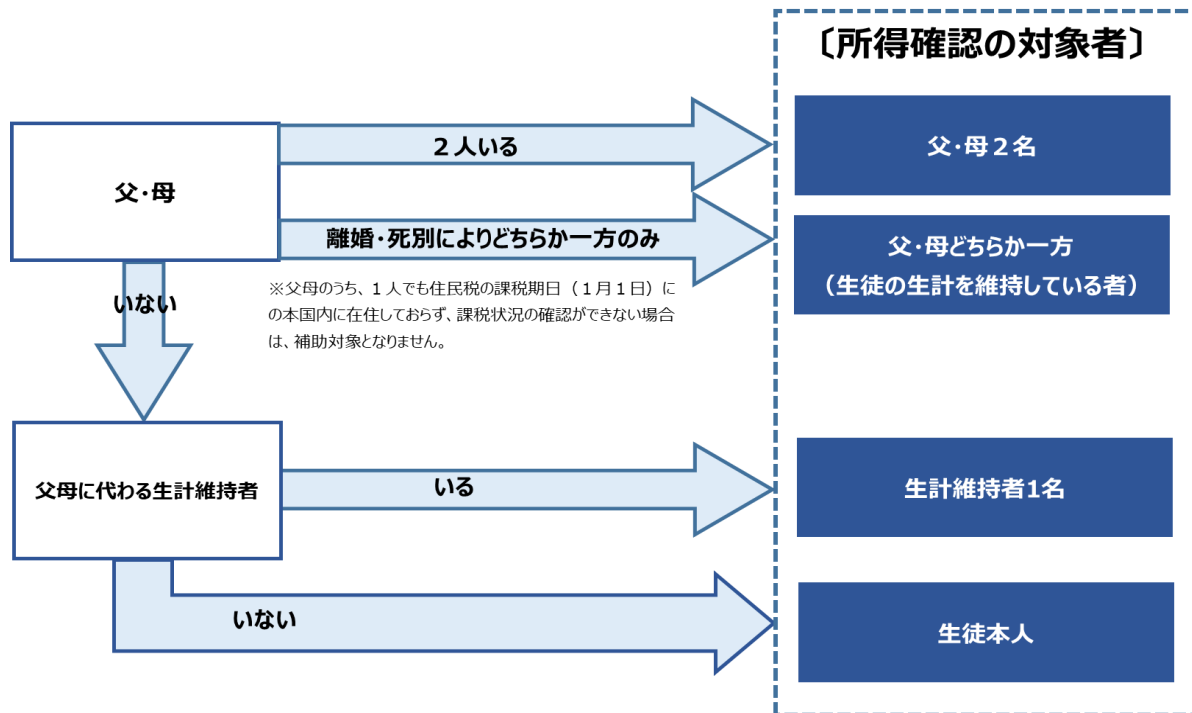 〔所得確認の対象者〕
父・母
２人いる
父・母２名
離婚・死別によりどちらか一方のみ
父・母どちらか一方
（生徒の生計を維持している者）
※父母のうち、１人でも住民税の課税期日（１月１日）に
の本国内に在住しておらず、課税状況の確認ができない場合
は、補助対象となりません。
いない
父母に代わる生計維持者
いる
生計維持者1名
いない
生徒本人